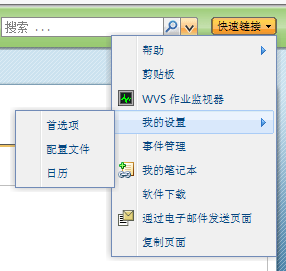 搜索 ...
快速链接
帮助
剪贴板
WVS 作业监视器
我的设置
首选项
配置文件
日历
事件管理
我的笔记本
软件下载
通过电子邮件发送页面
复制页面